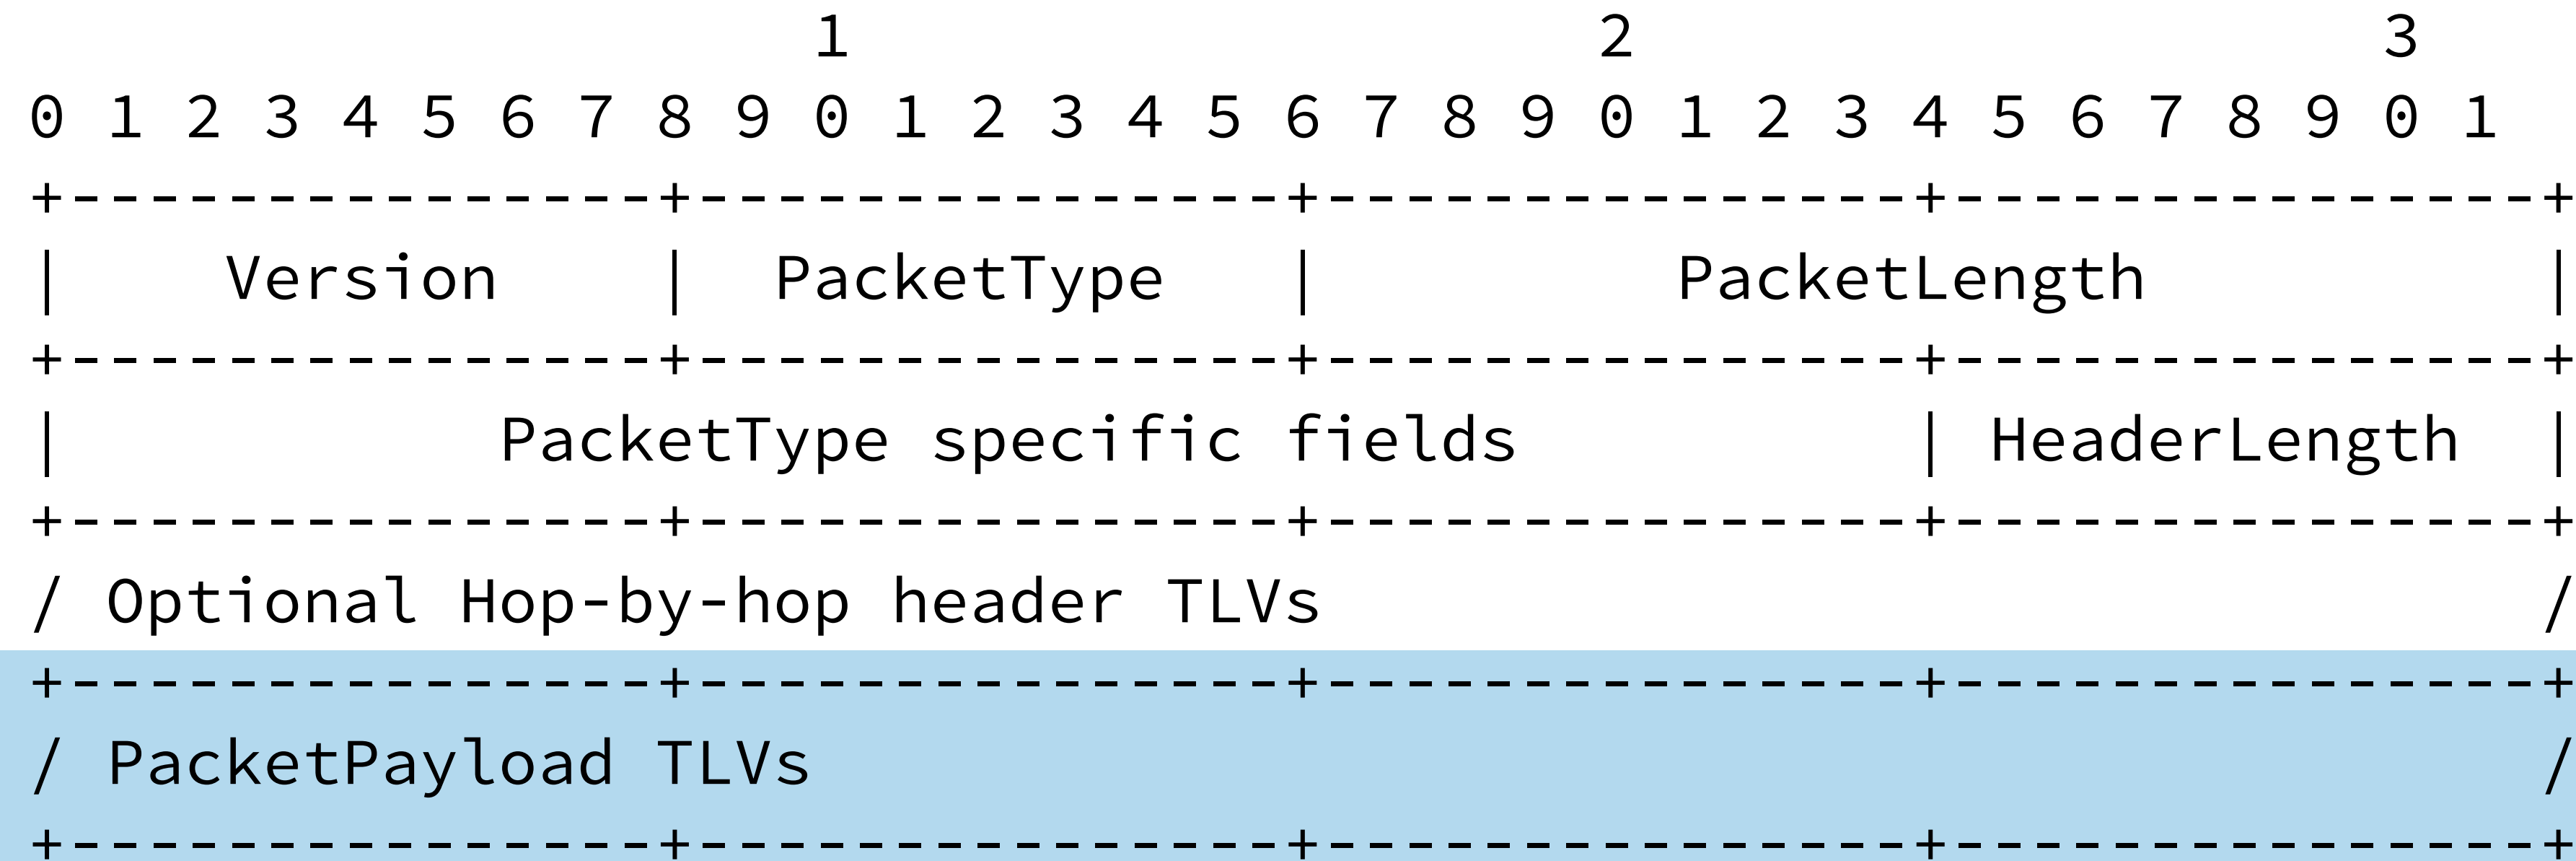 1                   2                   3
0 1 2 3 4 5 6 7 8 9 0 1 2 3 4 5 6 7 8 9 0 1 2 3 4 5 6 7 8 9 0 1
+---------------+---------------+---------------+---------------+
|    Version    |  PacketType   |         PacketLength          |
+---------------+---------------+---------------+---------------+
|           PacketType specific fields          | HeaderLength  |
+---------------+---------------+---------------+---------------+
/ Optional Hop-by-hop header TLVs                               /
+---------------+---------------+---------------+---------------+
/ PacketPayload TLVs                                            /
+---------------+---------------+---------------+---------------+